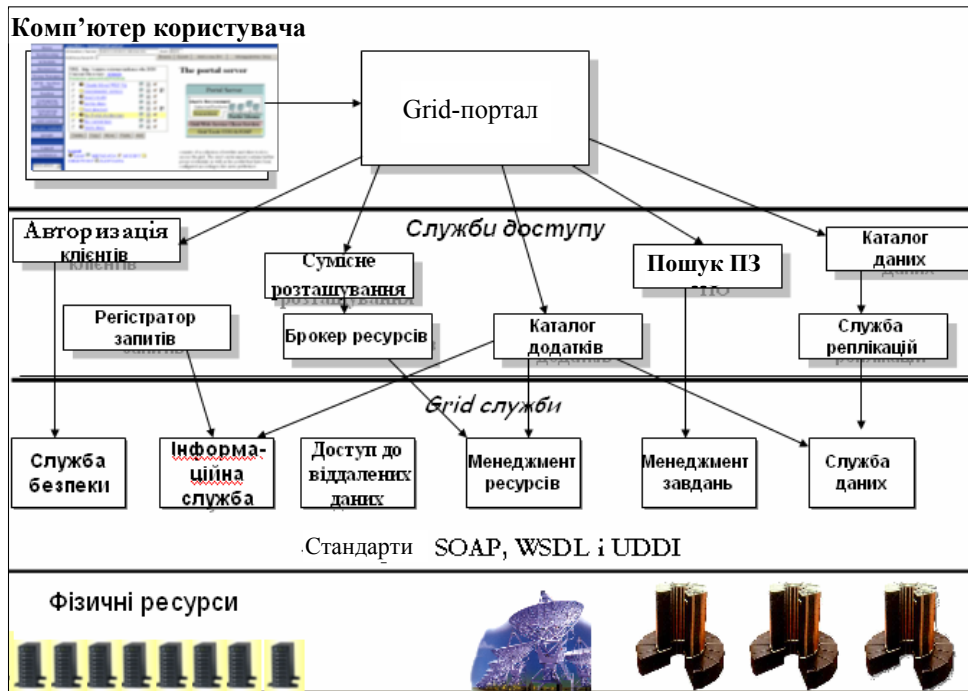 Комп’ютер користувача
The portal server
Portal Server
Grid-портал
Служби доступу
Авторизація
клієнтів
Сумісне
розташування
Пошук ПЗ
Каталог
даних
Регістратор
запитів
Брокер ресурсів
Каталог
додатків
Служба
реплікацій
Grid служби
Служба
безпеки
Інформа-
ційна
служба
Доступ до
віддалених
даних
Менеджмент
ресурсів
Менеджмент
завдань
Служба
даних
Стандарти SOAP, WSDL і UDDI
Фізичні ресурси